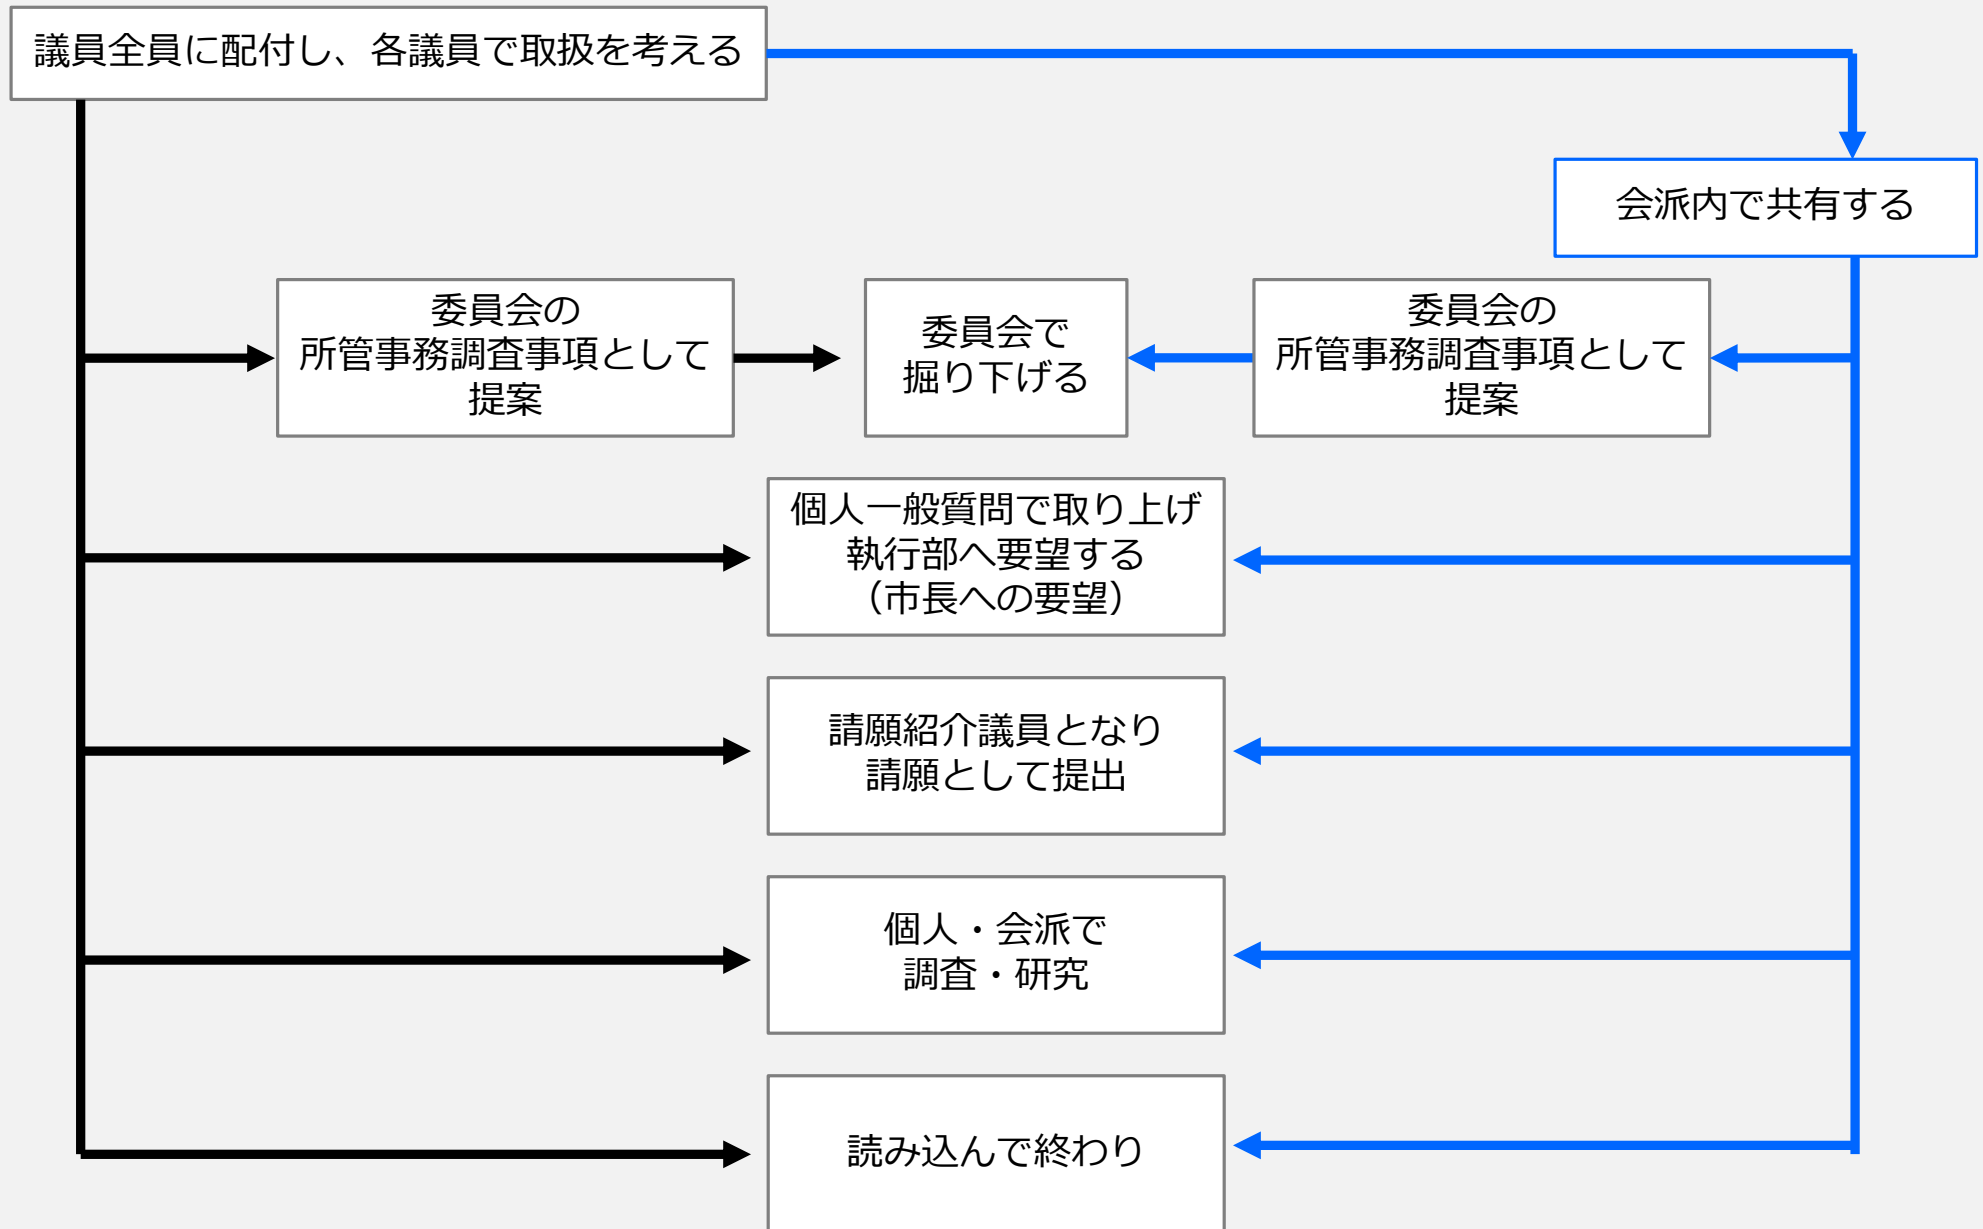 議員全員に配付し、各議員で取扱を考える
会派内で共有する
委員会の
所管事務調査事項として
提案
委員会で
掘り下げる
委員会の
所管事務調査事項として
提案
個人一般質問で取り上げ
執行部へ要望する
（市長への要望）
請願紹介議員となり
請願として提出
個人・会派で
調査・研究
読み込んで終わり